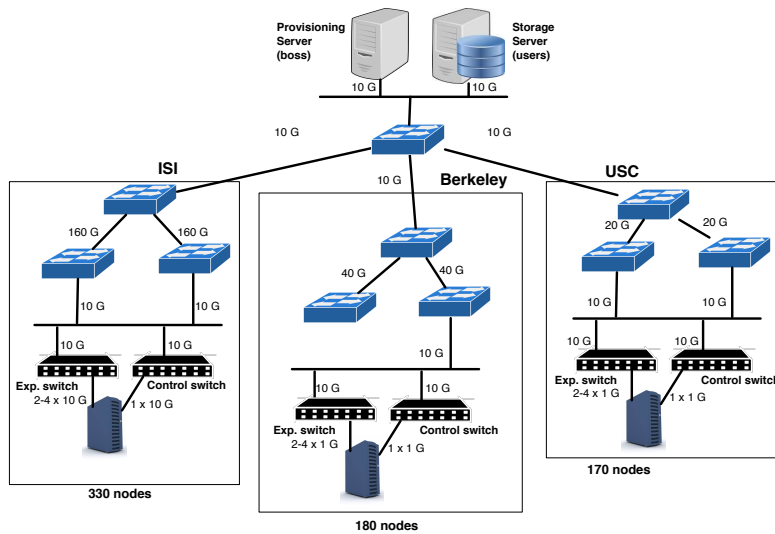 Provisioning
Server
(boss)
Storage
Server
(users)
10 G
10 G
10 G
10 G
10 G
ISI
Berkeley
USC
160 G
160 G
10 G
10 G
10 G
10 G
Exp. switch
Control switch
2-4 x 10 G
1 x 10 G
330 nodes
40 G
40 G
10 G
10 G
10 G
Exp. switch
Control switch
2-4 x 1 G
1 x 1 G
180 nodes
20 G
20 G
10 G
10 G
10 G
10 G
Exp. switch
Control switch
2-4 x 1 G
1 x 1 G
170 nodes